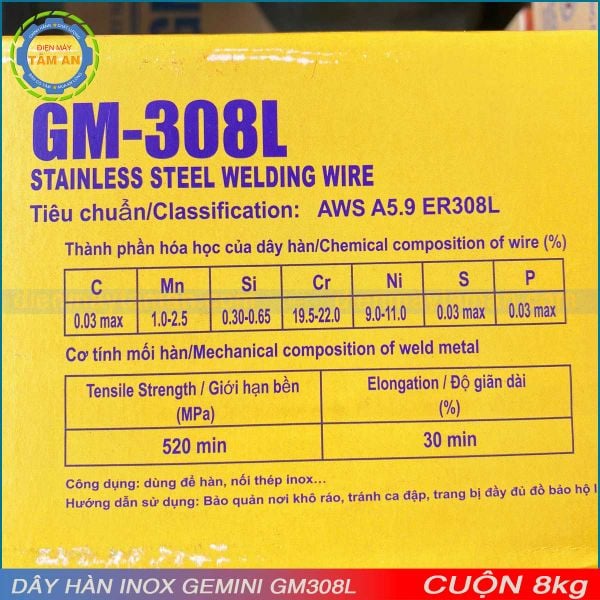 ĐIỆN MÁY
TÂM AN
GM-308L
STAINLESS STEEL WELDING WIRE
Tiêu chuẩn/Classification: AWS A5.9 ER308L
Thành phần hóa học của dây hàn/Chemical composition of wire (%)
C Mn Si Cr Ni S P
0.03 max 1.0-2.5 0.30-0.65 19.5-22.0 9.0-11.0 0.03 max 0.03 max
Cơ tính mối hàn/Mechanical composition of weld metal
Tensile Strength / Giới hạn bền Elongation / Độ giãn dài
(MPa) (%)
520 min 30 min
Công dụng: dùng để hàn, nối thép inox...
Hướng dẫn sử dụng: Bảo quản nơi khô ráo, tránh ca đập, trang bị đầy đủ đồ bảo hộ l
DÂY HÀN INOX GEMINI GM308L CUỘN 8kg